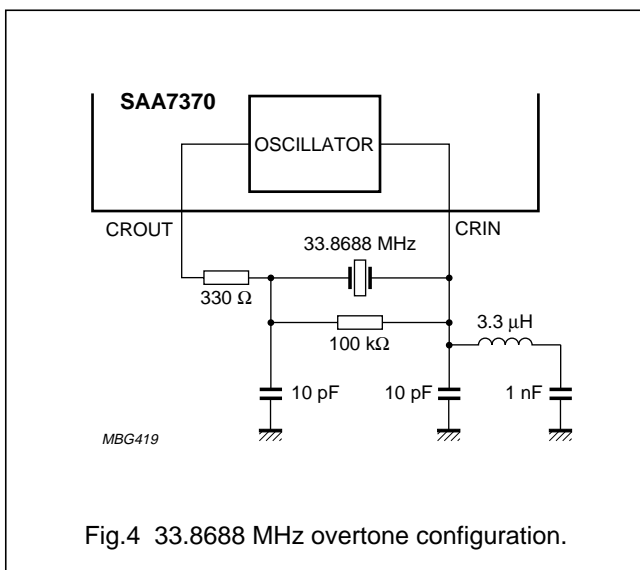 SAA7370
OSCILLATOR
CROUT
CRIN
33.8688 MHz
330 Ω
100 kΩ
3.3 μH
10 pF
10 pF
1 nF
MBG419
Fig.4 33.8688 MHz overtone configuration.